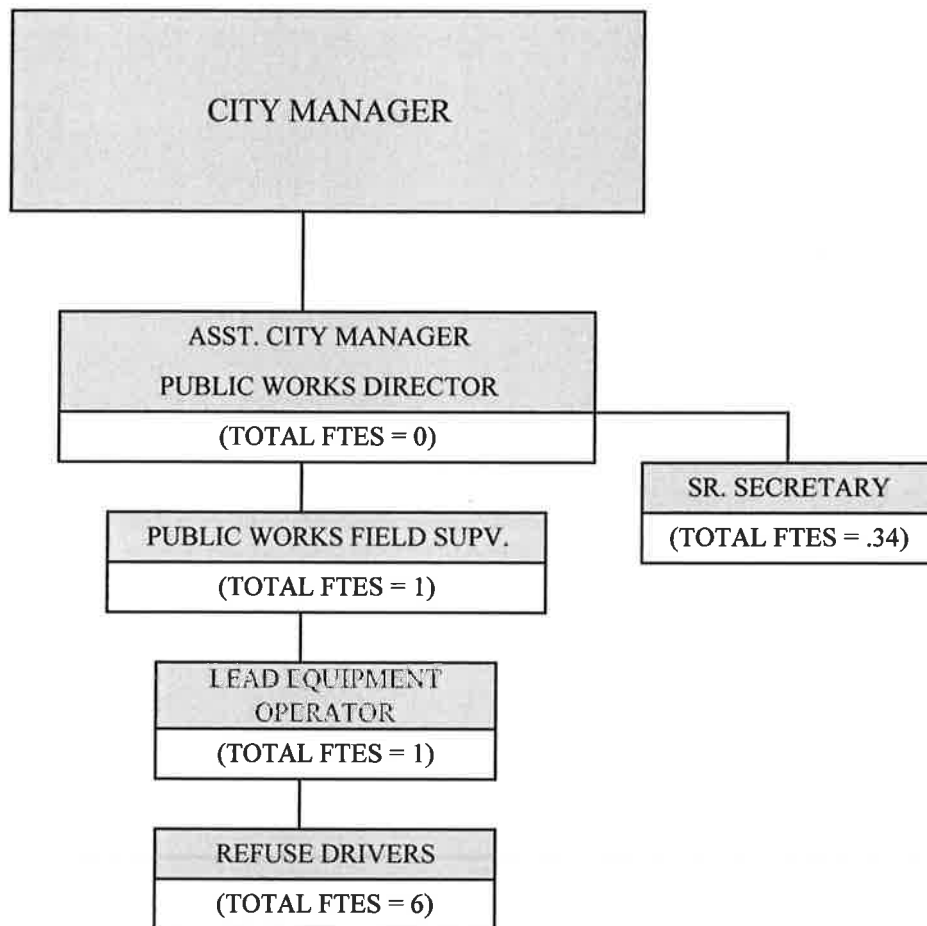 CITY MANAGER
ASST. CITY MANAGER
PUBLIC WORKS DIRECTOR
(TOTAL FTES = 0)
SR. SECRETARY
(TOTAL FTES = .34)
PUBLIC WORKS FIELD SUPV.
(TOTAL FTES = 1)
LEAD EQUIPMENT
OPERATOR
(TOTAL FTES = 1)
REFUSE DRIVERS
(TOTAL FTES = 6)